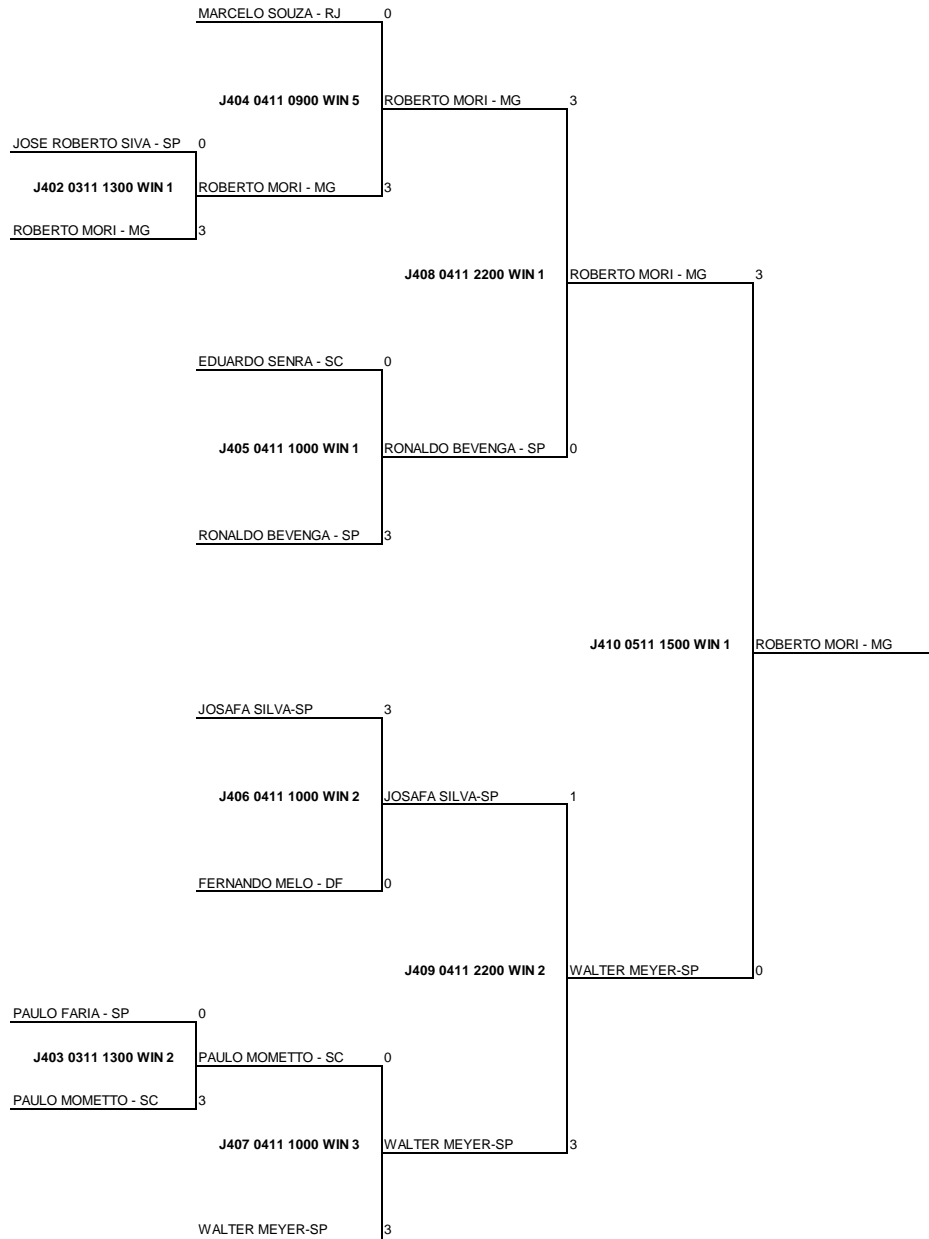 MARCELO SOUZA - RJ 0
J404 0411 0900 WIN 5 ROBERTO MORI - MG 3
JOSE ROBERTO SIVA - SP 0
J402 0311 1300 WIN 1 ROBERTO MORI - MG 3
ROBERTO MORI - MG 3
J408 0411 2200 WIN 1 ROBERTO MORI - MG 3
EDUARDO SENRA - SC 0
J405 0411 1000 WIN 1 RONALDO BEVENGA - SP 0
RONALDO BEVENGA - SP 3
J410 0511 1500 WIN 1 ROBERTO MORI - MG
JOSAFA SILVA-SP 3
J406 0411 1000 WIN 2 JOSAFA SILVA-SP 1
FERNANDO MELO - DF 0
J409 0411 2200 WIN 2 WALTER MEYER-SP 0
PAULO FARIA - SP 0
J403 0311 1300 WIN 2 PAULO MOMETTO - SC 0
PAULO MOMETTO - SC 3
J407 0411 1000 WIN 3 WALTER MEYER-SP 3
WALTER MEYER-SP 3